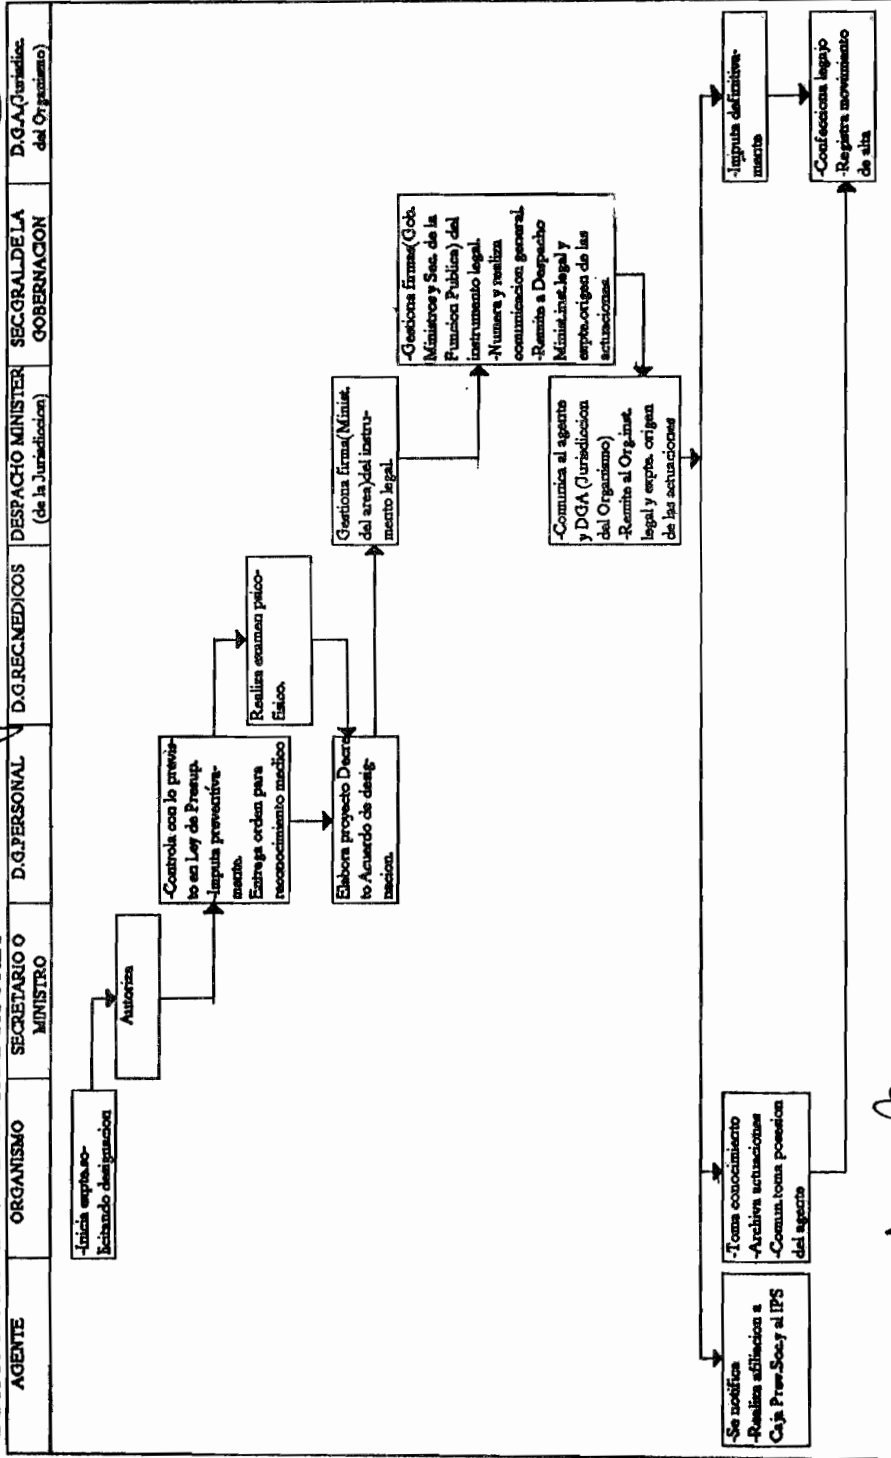 AGENTE
ORGANISMO
SECRETARIO O
MINISTRO
D.G.PERSONAL
D.G.REC.MEDICOS
DESPACHO MINISTER
(de la Jurisdiccion)
SEC.GRAL.DE LA
GOBERNACION
D.G.A.(Jurisdicc.
del Organismo)
-Inicia expte.so-
licitando designacion
Autoriza
-Controla con lo previs-
to en Ley de Presup.
-Imputa preventiva-
mente.
Entrega orden para
reconocimiento medico
Realiza examen psico-
fisico.
Elabora proyecto Decre
to Acuerdo de desig-
nacion.
Gestiona firma(Minist.
del area)del instru-
mento legal.
-Gestiona firmas(Gob.
Ministros y Sec. de la
Funcion Publica) del
instrumento legal.
-Numera y realiza
comunicacion general.
-Remite a Despacho
Minist.inst.legal y
expte.origen de las
actuaciones.
-Comunica al agente
y DGA (Jurisdiccion
del Organismo)
-Remite al Org.inst.
legal y expte. origen
de las actuaciones
-Se notifica
-Realiza afiliacion a
Caja Prev.Soc.y al IPS
-Toma conocimiento
-Archiva actuaciones
-Comun.toma posesion
del agente
-Imputa definitiva-
mente
-Confecciona legajo
-Registra movimiento
de alta